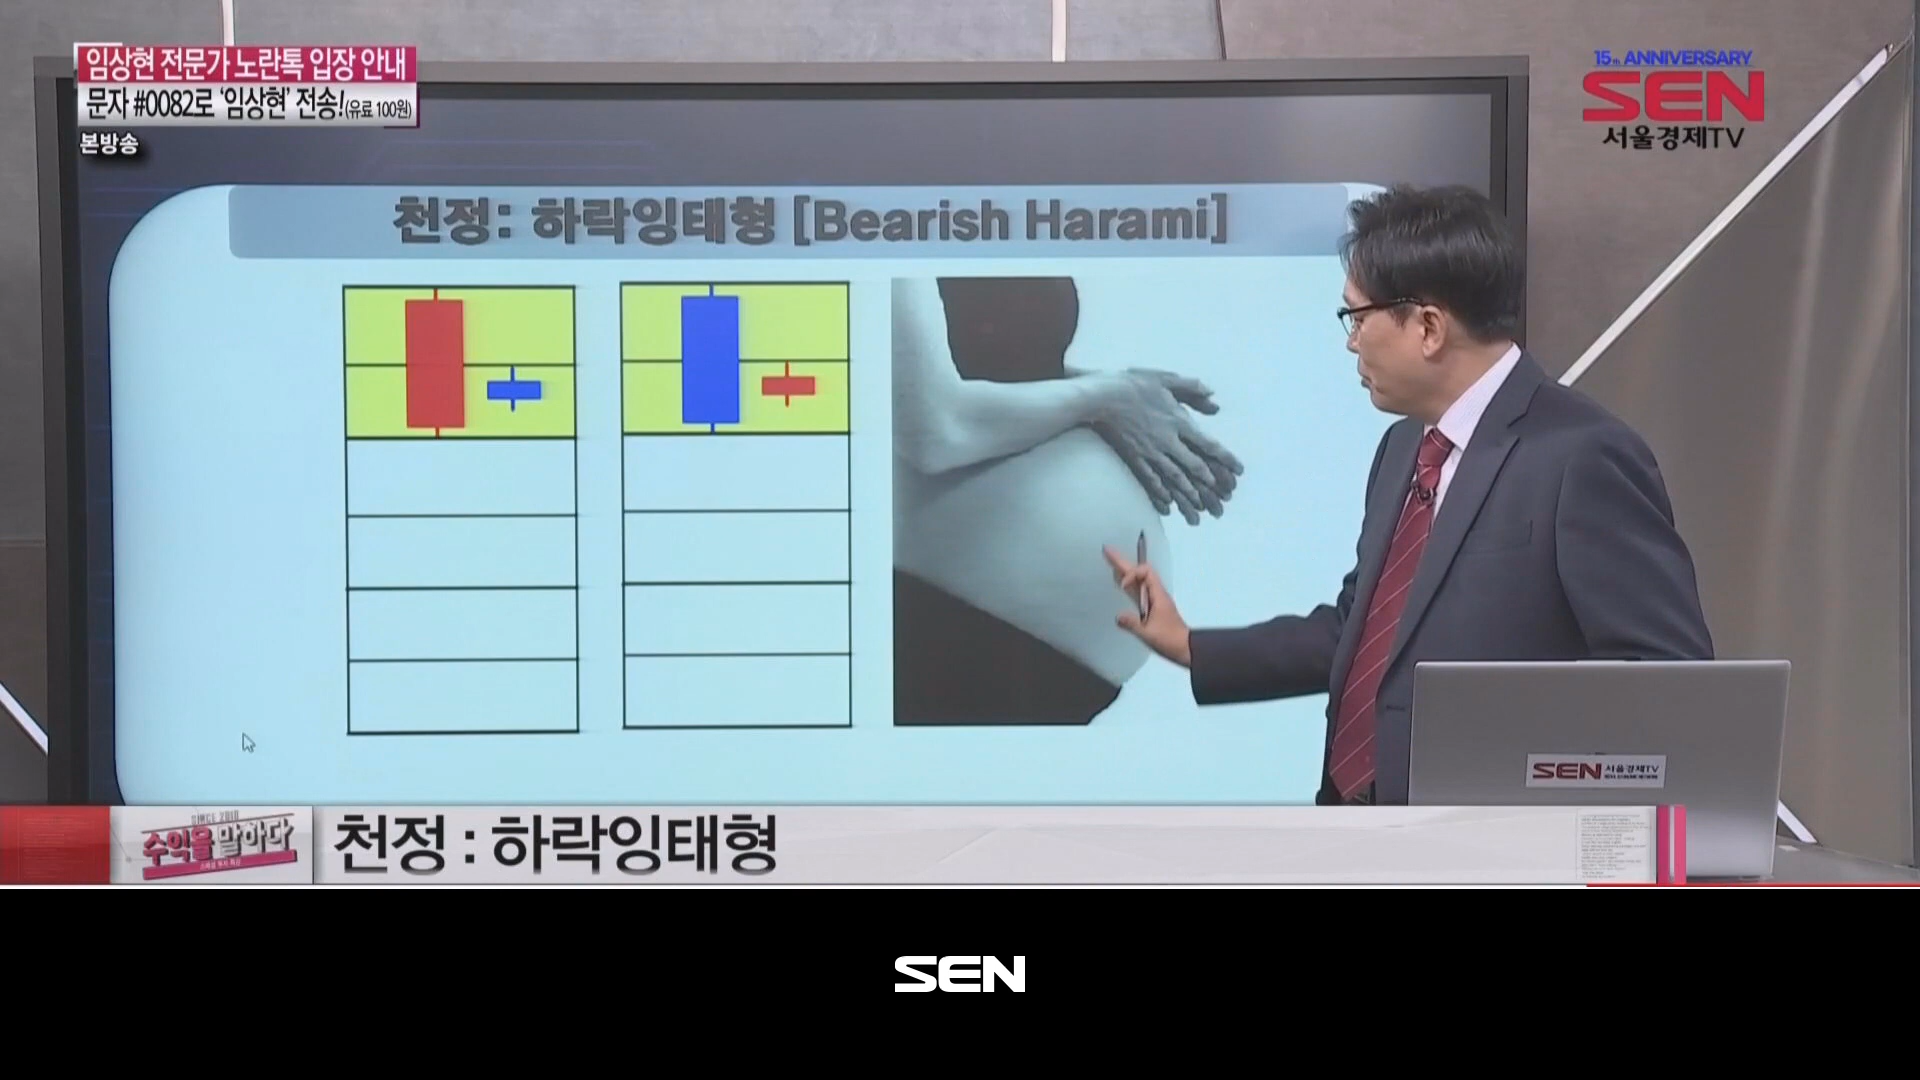 임상현 전문가 노란톡 입장 안내
문자 #0082로 ‘임상현’ 전송!(유료 100원)
본방송
15th ANNIVERSARY
SEN
서울경제TV
천정: 하락잉태형 [Bearish Harami]
SEN 서울경제TV
SINCE 2018
수익을 말하다
천정 : 하락잉태형
SEN